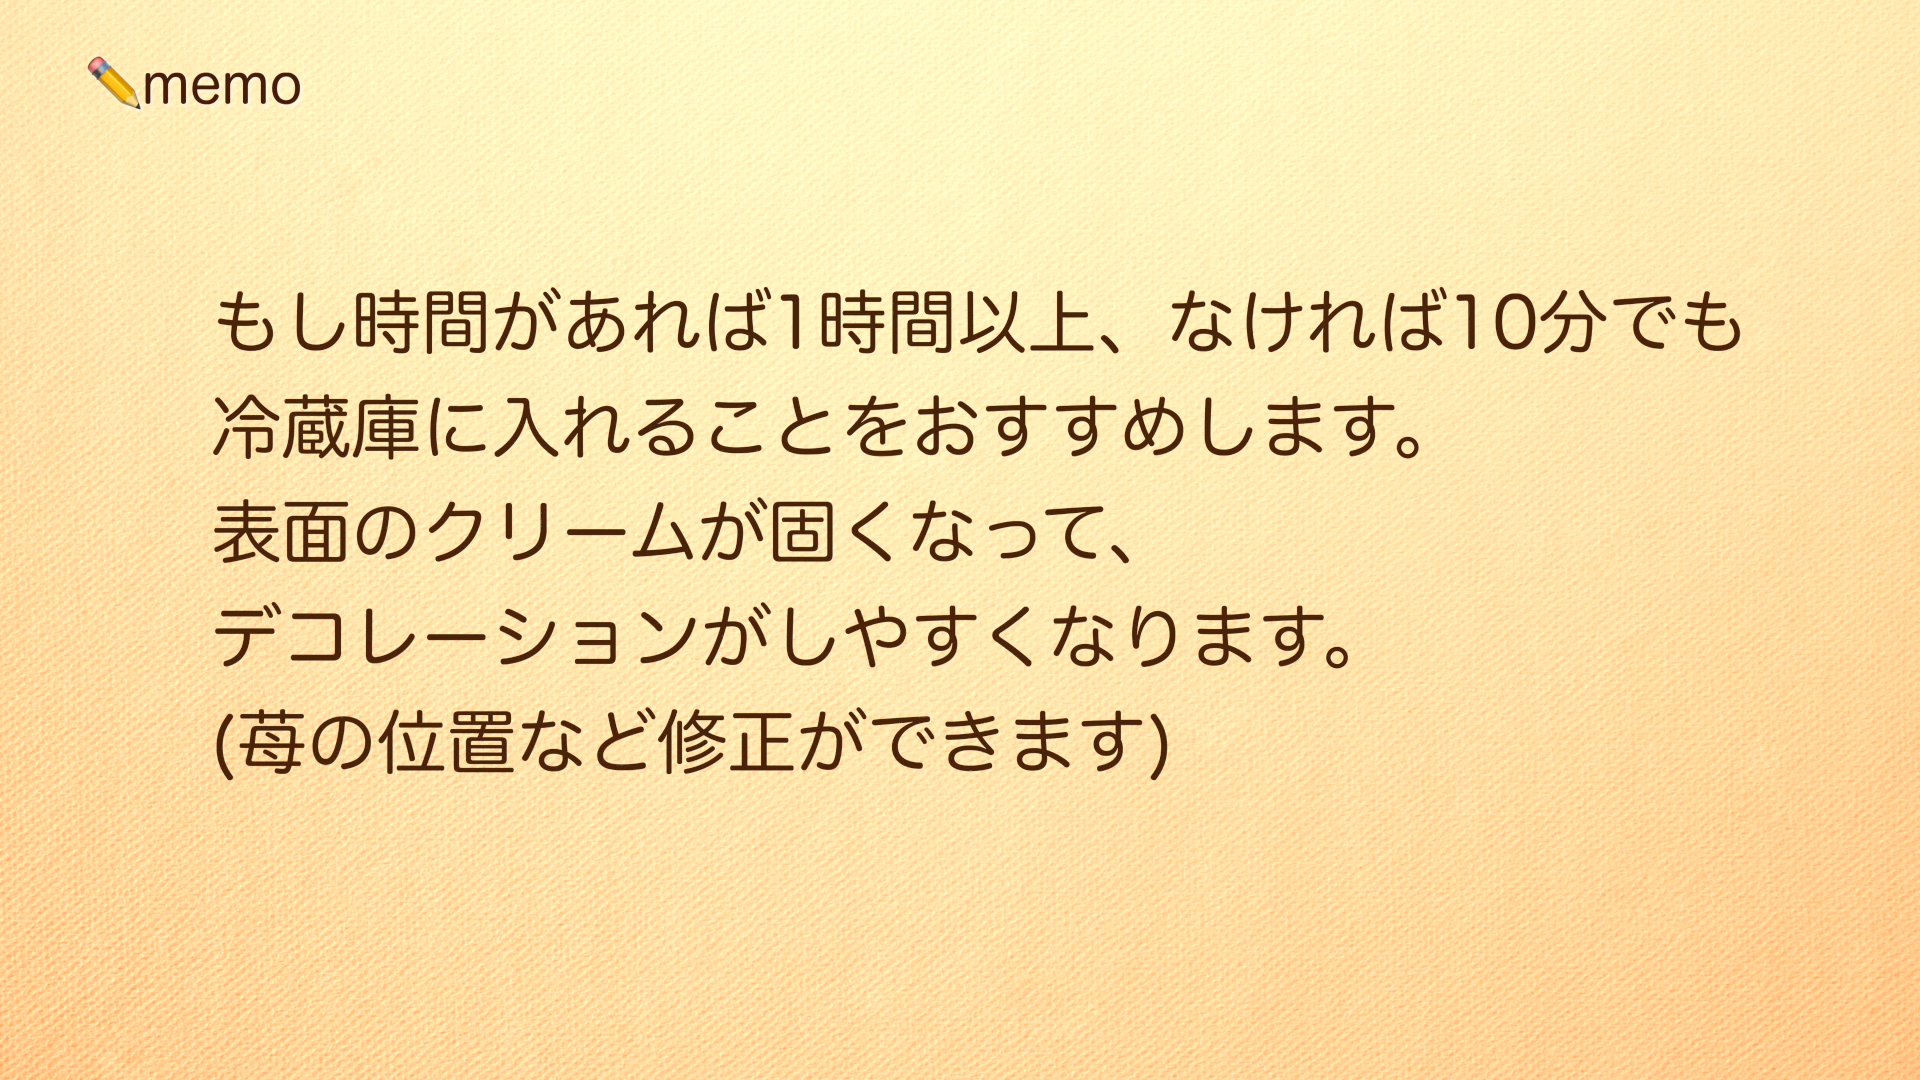 ✏️memo
もし時間があれば1時間以上、なければ10分でも
冷蔵庫に入れることをおすすめします。
表面のクリームが固くなって、
デコレーションがしやすくなります。
(苺の位置など修正ができます)